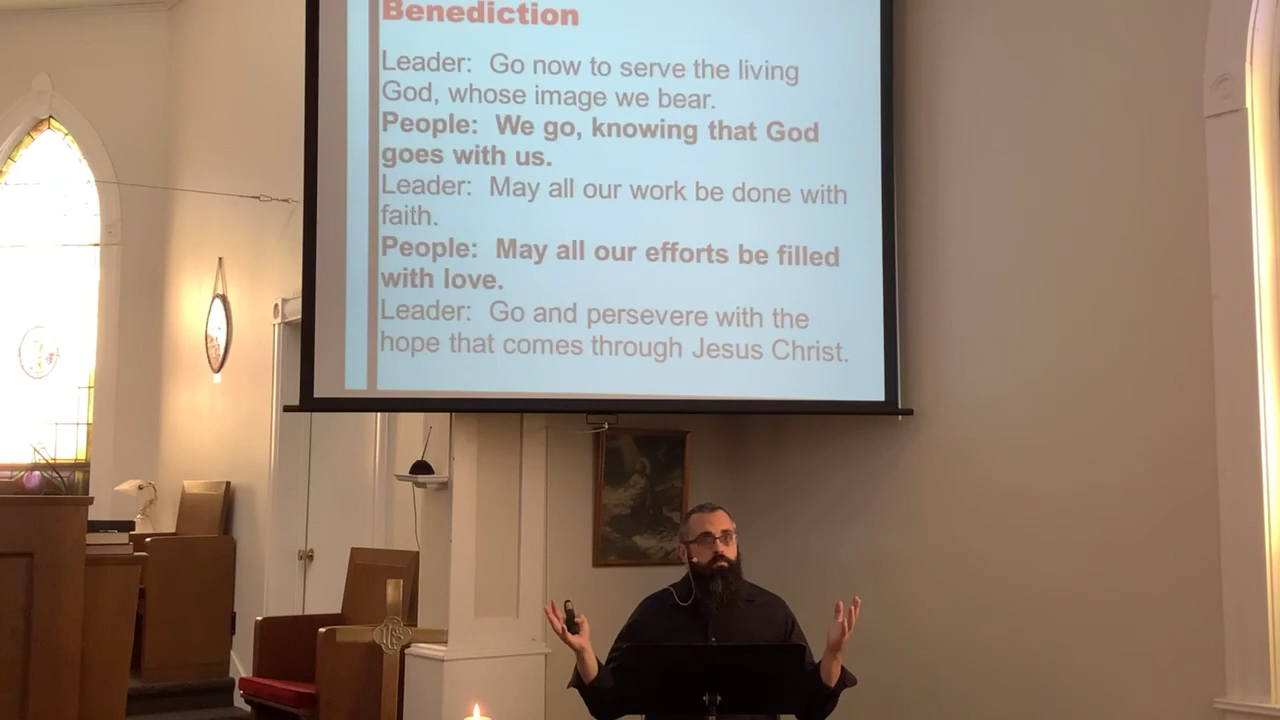 Benediction
Leader: Go now to serve the living
God, whose image we bear.
People: We go, knowing that God
goes with us.
Leader: May all our work be done with
faith.
People: May all our efforts be filled
with love.
Leader: Go and persevere with the
hope that comes through Jesus Christ.
IHS